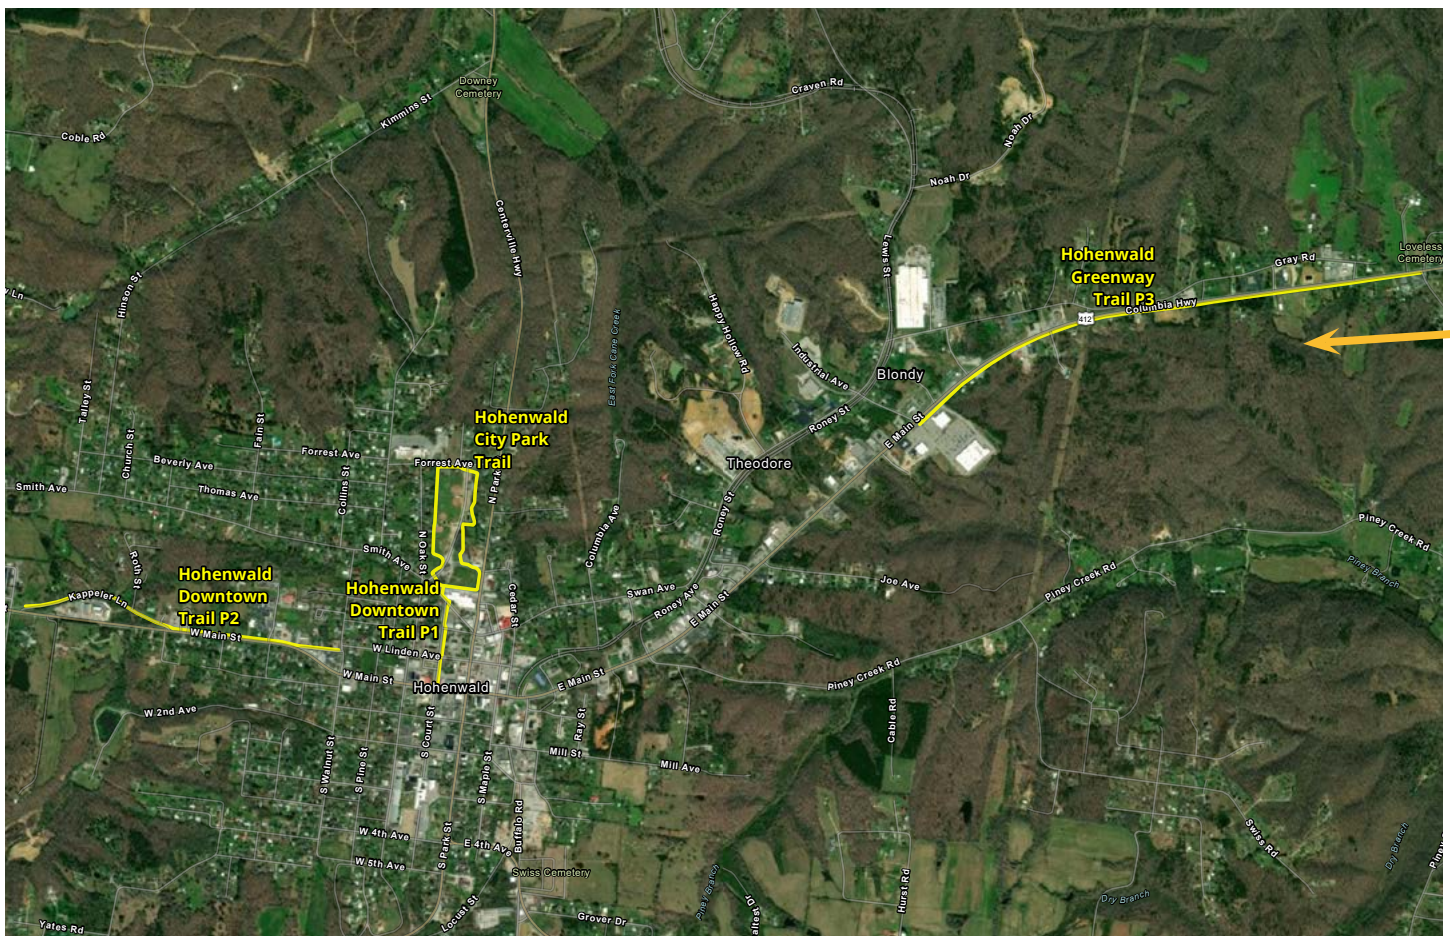 Downey
Cemetery
Craven Rd
Kimmins St
Coble Rd
Noah Dr
Noah Dr
Centerville Hwy
Lewis St
Hohenwald
Greenway
Trail P3
Loveless
Cemetery
Gray Rd
Columbia Hwy
412
y Ln
Hinson St
East Fork Cane Creek
Happy Hollow Rd
Industrial Ave
Blondy
Talley St
Church St
Fain St
Hohenwald
City Park
Trail
Roney St
E Main St
Forrest Ave
Forrest Ave
Beverly Ave
Collins St
Theodore
Smith Ave
Thomas Ave
N Park
Roney St
Columbia Ave
N Oak St
Smith Ave
Piney Creek Rd
Piney Branch
Roth St
Hohenwald
Downtown
Trail P2
Hohenwald
Downtown
Trail P1
Cedar St
Swan Ave
Joe Ave
Piney Creek Rd
Kappeler Ln
t
Roney Ave
E Main St
W Main St
W Linden Ave
W Main St
Hohenwald
E Main St
Piney Creek Rd
W 2nd Ave
S Court St
Ray St
Cable Rd
Mill St
Mill Ave
S Walnut St
S Pine St
S Maple St
Buffalo Rd
W 4th Ave
S Park St
E 4th Ave
W 5th Ave
Swiss Cemetery
Swiss Rd
Dry Branch
Piney
Hurst Rd
Piney Branch
Dry Branch
Locust St
Grover Dr
Yates Rd